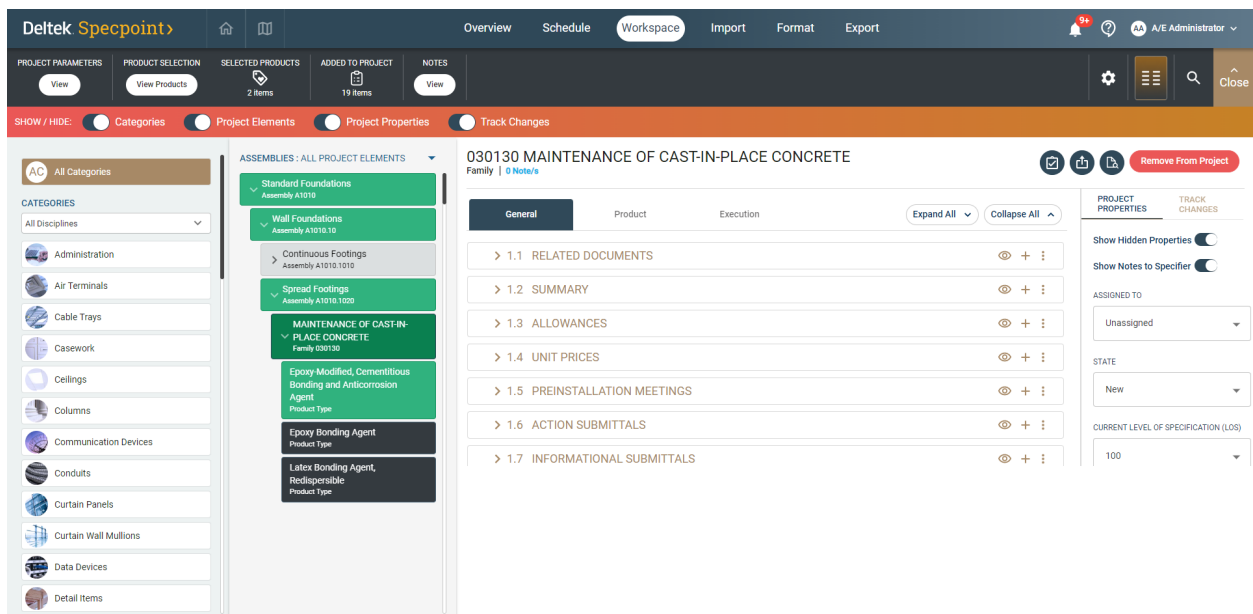 Deltek Specpoint>
Overview
Schedule
Workspace
Import
Format
Export
9+
AA
A/E Administrator
PROJECT PARAMETERS
View
PRODUCT SELECTION
View Products
SELECTED PRODUCTS
2 items
ADDED TO PROJECT
19 items
NOTES
View
Close
SHOW / HIDE:
Categories
Project Elements
Project Properties
Track Changes
AC
All Categories
CATEGORIES
All Disciplines
Administration
Air Terminals
Cable Trays
Casework
Ceilings
Columns
Communication Devices
Conduits
Curtain Panels
Curtain Wall Mullions
Data Devices
Detail Items
ASSEMBLIES : ALL PROJECT ELEMENTS
Standard Foundations
Assembly A1010
Wall Foundations
Assembly A1010.10
Continuous Footings
Assembly A1010.1010
Spread Footings
Assembly A1010.1020
MAINTENANCE OF CAST-IN-
PLACE CONCRETE
Family 030130
Epoxy-Modified, Cementitious
Bonding and Anticorrosion
Agent
Product Type
Epoxy Bonding Agent
Product Type
Latex Bonding Agent,
Redispersible
Product Type
030130 MAINTENANCE OF CAST-IN-PLACE CONCRETE
Family | 0 Note/s
Remove From Project
General
Product
Execution
Expand All
Collapse All
1.1 RELATED DOCUMENTS
1.2 SUMMARY
1.3 ALLOWANCES
1.4 UNIT PRICES
1.5 PREINSTALLATION MEETINGS
1.6 ACTION SUBMITTALS
1.7 INFORMATIONAL SUBMITTALS
PROJECT
PROPERTIES
TRACK
CHANGES
Show Hidden Properties
Show Notes to Specifier
ASSIGNED TO
Unassigned
STATE
New
CURRENT LEVEL OF SPECIFICATION (LOS)
100